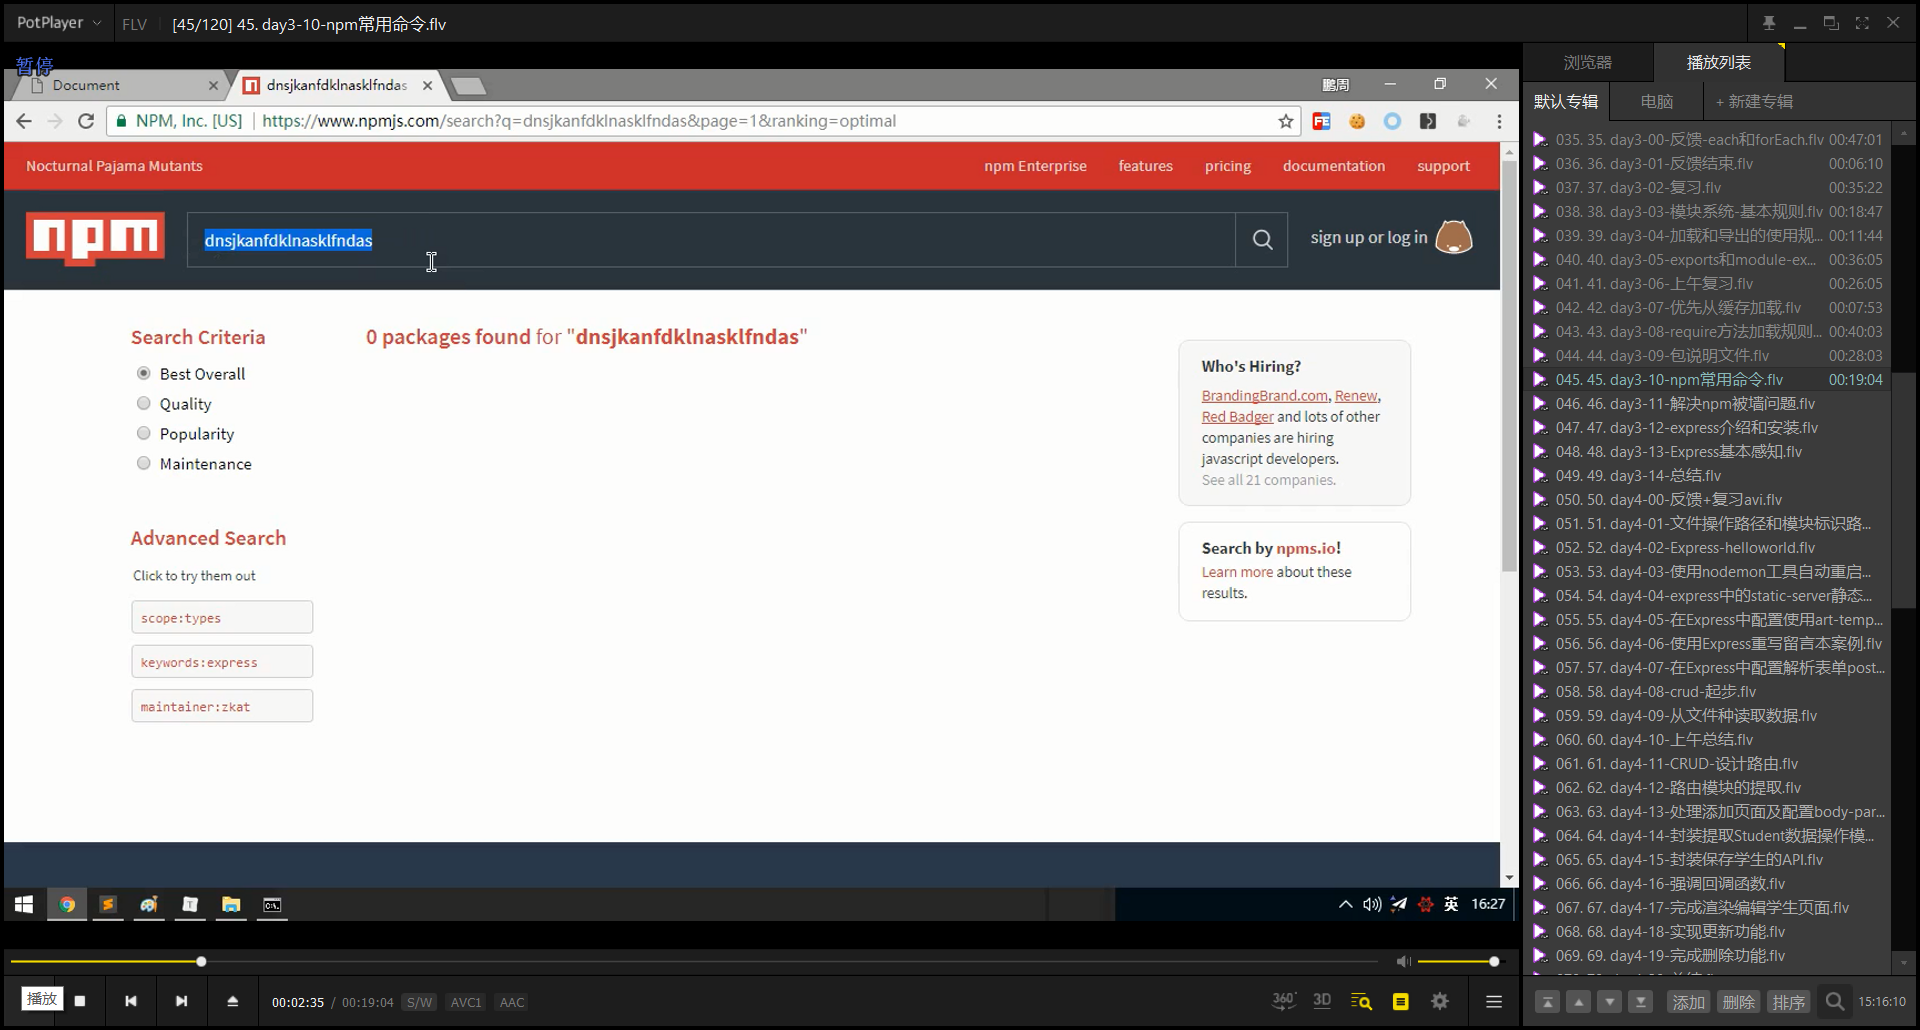 PotPlayer
FLV
[45/120] 45. day3-10-npm常用命令.flv
暂停
Document
dnsjkanfdklnasklfndas
鹏周
NPM, Inc. [US]
https://www.npmjs.com/search?q=dnsjkanfdklnasklfndas&page=1&ranking=optimal
Nocturnal Pajama Mutants
npm Enterprise
features
pricing
documentation
support
npm
dnsjkanfdklnasklfndas
sign up or log in
Search Criteria
Best Overall
Quality
Popularity
Maintenance
0 packages found for "dnsjkanfdklnasklfndas"
Who's Hiring?
BrandingBrand.com, Renew,
Red Badger and lots of other
companies are hiring
javascript developers.
See all 21 companies.
Advanced Search
Click to try them out
scope:types
keywords:express
maintainer:zkat
Search by npms.io!
Learn more about these
results.
英
16:27
播放
00:02:35 / 00:19:04
S/W
AVC1
AAC
360°
3D
浏览器
播放列表
默认专辑
电脑
+ 新建专辑
035. 35. day3-00-反馈-each和forEach.flv 00:47:01
036. 36. day3-01-反馈结束.flv 00:06:10
037. 37. day3-02-复习.flv 00:35:22
038. 38. day3-03-模块系统-基本规则.flv 00:18:47
039. 39. day3-04-加载和导出的使用规... 00:11:44
040. 40. day3-05-exports和module-ex... 00:36:05
041. 41. day3-06-上午复习.flv 00:26:05
042. 42. day3-07-优先从缓存加载.flv 00:07:53
043. 43. day3-08-require方法加载规则... 00:40:03
044. 44. day3-09-包说明文件.flv 00:28:03
045. 45. day3-10-npm常用命令.flv 00:19:04
046. 46. day3-11-解决npm被墙问题.flv
047. 47. day3-12-express介绍和安装.flv
048. 48. day3-13-Express基本感知.flv
049. 49. day3-14-总结.flv
050. 50. day4-00-反馈+复习avi.flv
051. 51. day4-01-文件操作路径和模块标识路...
052. 52. day4-02-Express-helloworld.flv
053. 53. day4-03-使用nodemon工具自动重启...
054. 54. day4-04-express中的static-server静态...
055. 55. day4-05-在Express中配置使用art-temp...
056. 56. day4-06-使用Express重写留言本案例.flv
057. 57. day4-07-在Express中配置解析表单post...
058. 58. day4-08-crud-起步.flv
059. 59. day4-09-从文件种读取数据.flv
060. 60. day4-10-上午总结.flv
061. 61. day4-11-CRUD-设计路由.flv
062. 62. day4-12-路由模块的提取.flv
063. 63. day4-13-处理添加页面及配置body-par...
064. 64. day4-14-封装提取Student数据操作模...
065. 65. day4-15-封装保存学生的API.flv
066. 66. day4-16-强调回调函数.flv
067. 67. day4-17-完成渲染编辑学生页面.flv
068. 68. day4-18-实现更新功能.flv
069. 69. day4-19-完成删除功能.flv
添加
删除
排序
15:16:10